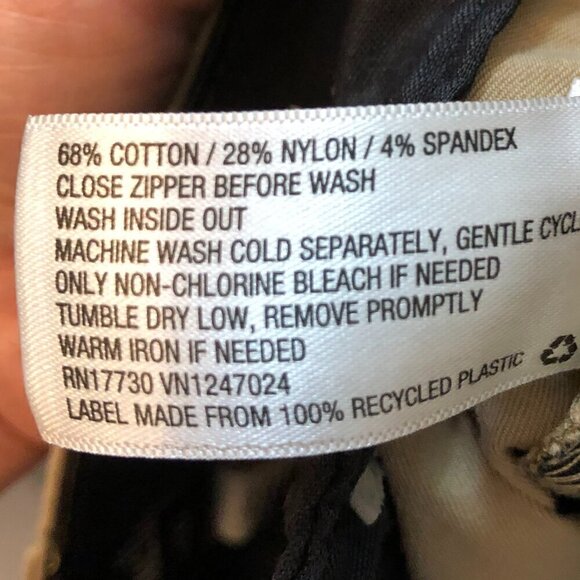 68% COTTON / 28% NYLON / 4% SPANDEX
CLOSE ZIPPER BEFORE WASH
WASH INSIDE OUT
MACHINE WASH COLD SEPARATELY, GENTLE CYCL
ONLY NON-CHLORINE BLEACH IF NEEDED
TUMBLE DRY LOW, REMOVE PROMPTLY
WARM IRON IF NEEDED
RN17730 VN1247024
LABEL MADE FROM 100% RECYCLED PLASTIC